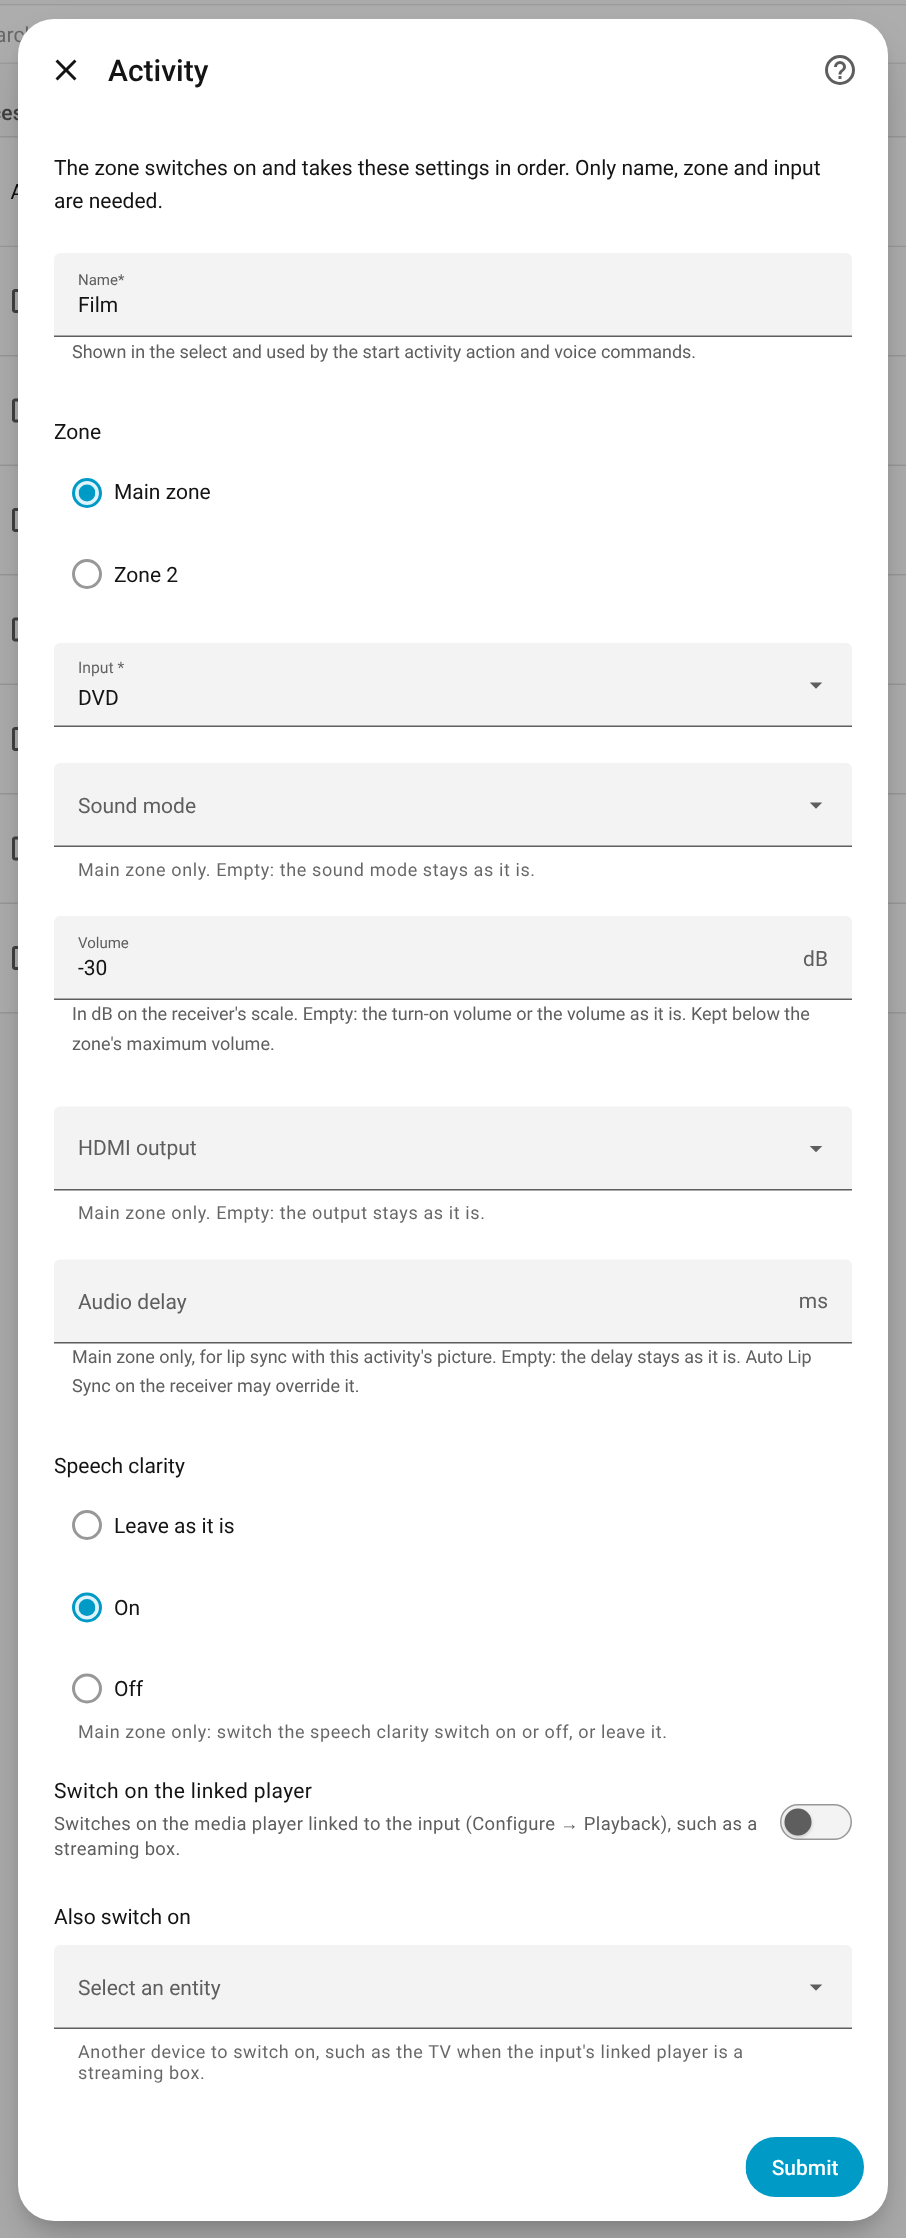 Activity
The zone switches on and takes these settings in order. Only name, zone and input
are needed.
Name*
Film
Shown in the select and used by the start activity action and voice commands.
Zone
Main zone
Zone 2
Input *
DVD
Sound mode
Main zone only. Empty: the sound mode stays as it is.
Volume
-30
dB
In dB on the receiver's scale. Empty: the turn-on volume or the volume as it is. Kept below the
zone's maximum volume.
HDMI output
Main zone only. Empty: the output stays as it is.
Audio delay
ms
Main zone only, for lip sync with this activity's picture. Empty: the delay stays as it is. Auto Lip
Sync on the receiver may override it.
Speech clarity
Leave as it is
On
Off
Main zone only: switch the speech clarity switch on or off, or leave it.
Switch on the linked player
Switches on the media player linked to the input (Configure → Playback), such as a
streaming box.
Also switch on
Select an entity
Another device to switch on, such as the TV when the input's linked player is a
streaming box.
Submit